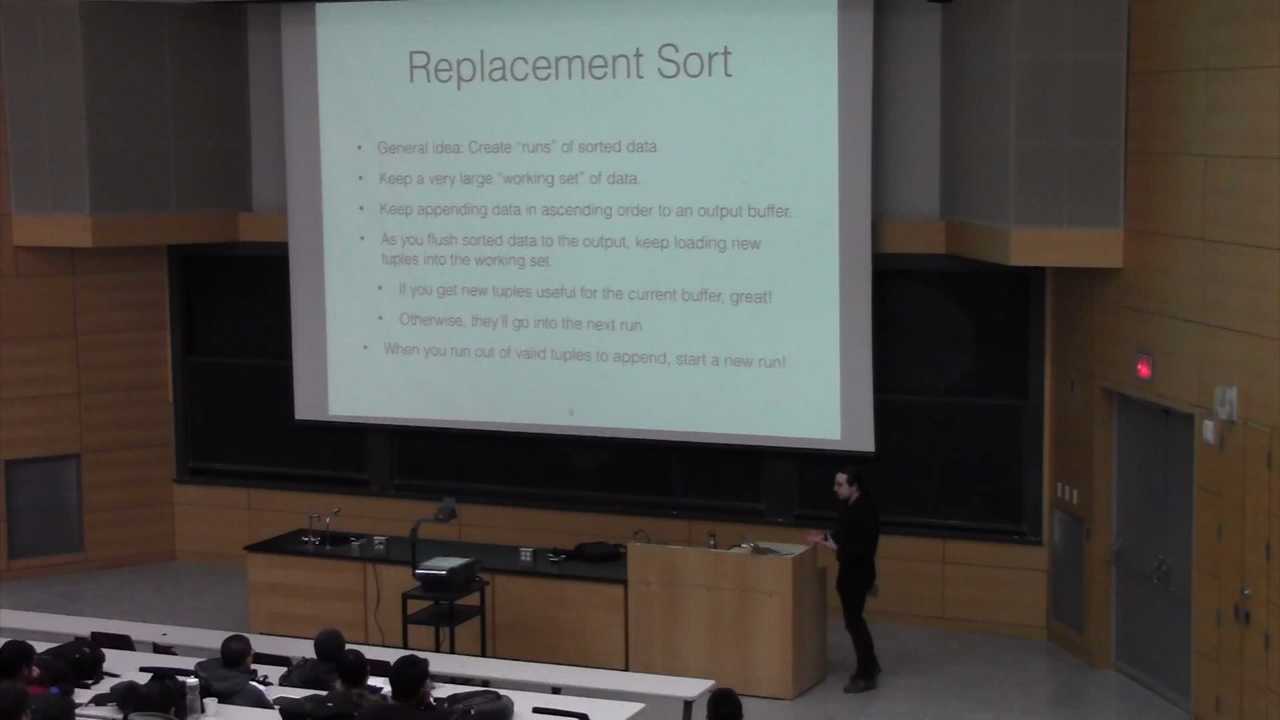 Replacement Sort
• General idea: Create "runs" of sorted data
• Keep a very large "working set" of data.
• Keep appending data in ascending order to an output buffer.
• As you flush sorted data to the output, keep loading new
tuples into the working set.
• If you get new tuples useful for the current buffer, great!
• Otherwise, they'll go into the next run
• When you run out of valid tuples to append, start a new run!